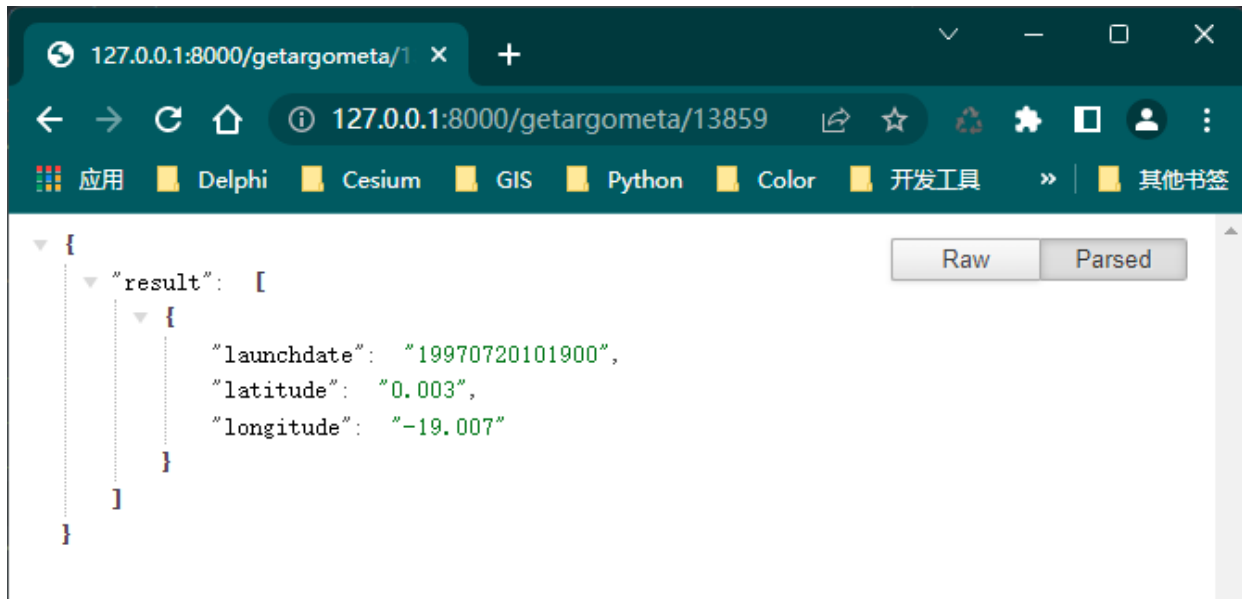 127.0.0.1:8000/getargometa/1
127.0.0.1:8000/getargometa/13859
应用 Delphi Cesium GIS Python Color 开发工具 » 其他书签
Raw Parsed
{
"result": [
{
"launchdate": "19970720101900",
"latitude": "0.003",
"longitude": "-19.007"
}
]
}